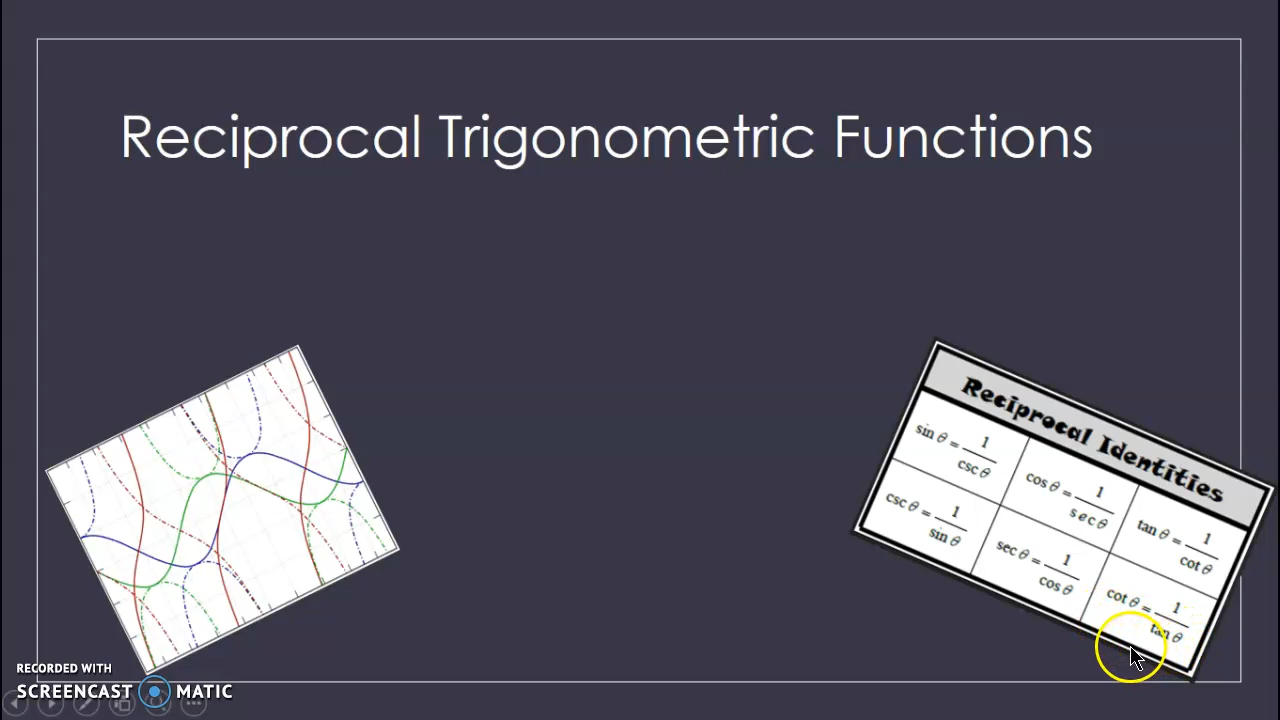 Reciprocal Trigonometric Functions
Reciprocal Identities
sin θ = 1/csc θ
cos θ = 1/sec θ
tan θ = 1/cot θ
csc θ = 1/sin θ
sec θ = 1/cos θ
cot θ = 1/tan θ
RECORDED WITH
SCREENCAST MATIC